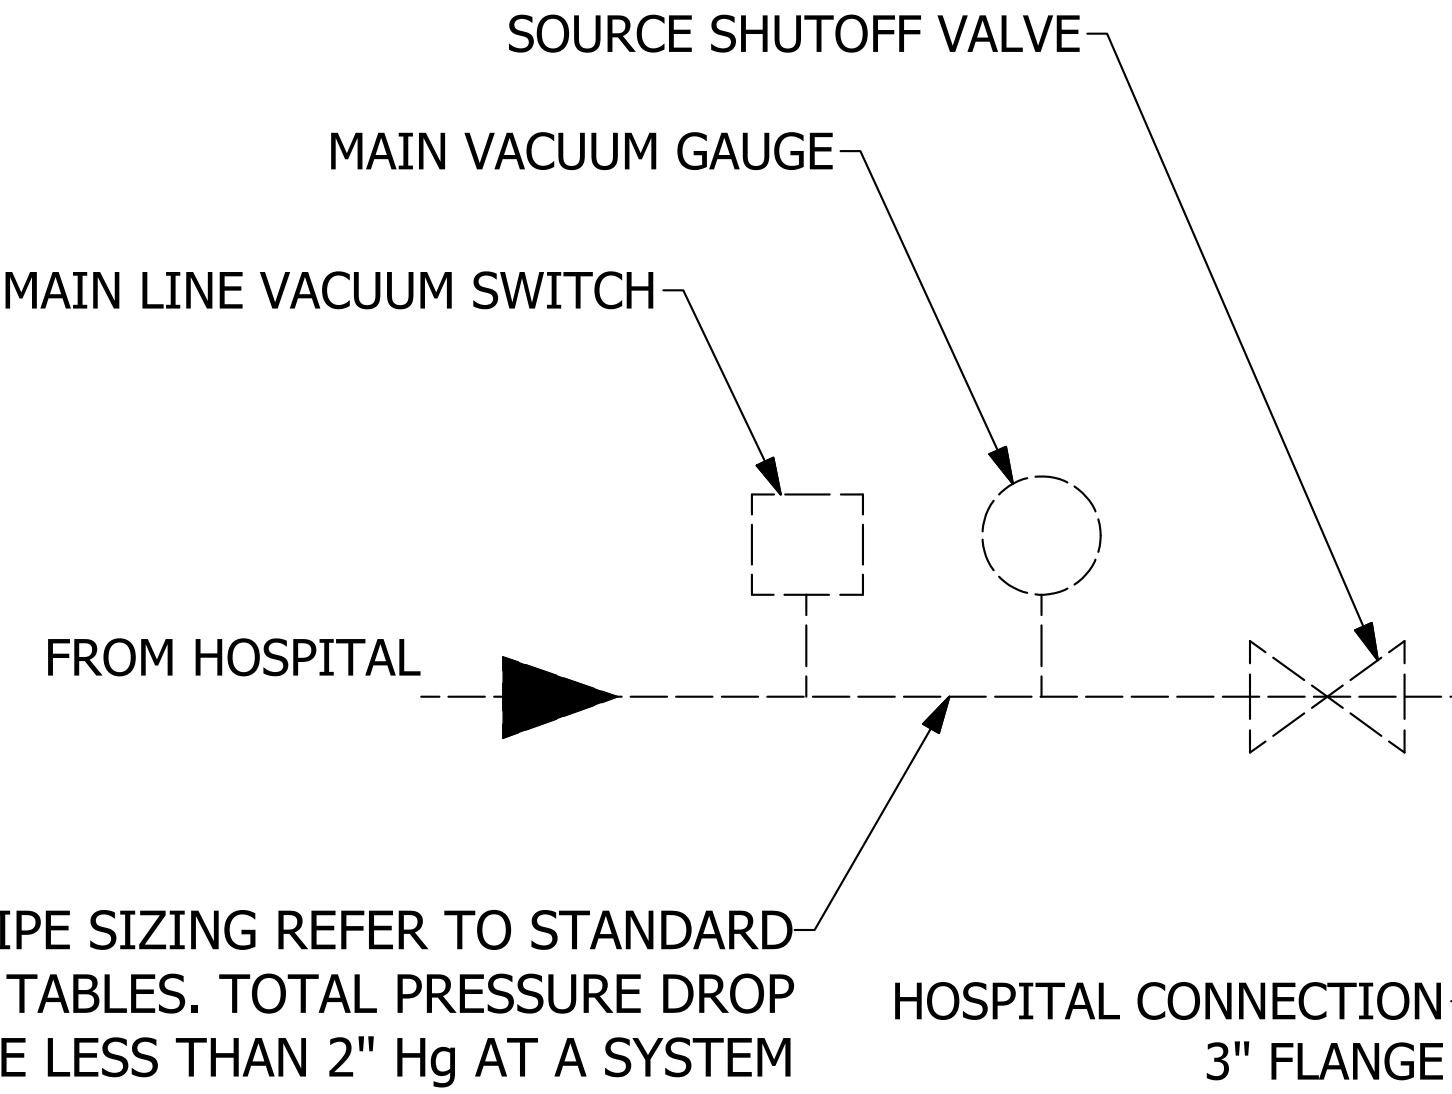 SOURCE SHUTOFF VALVE
MAIN VACUUM GAUGE
MAIN LINE VACUUM SWITCH
FROM HOSPITAL
SIZING REFER TO STANDARD
TABLES. TOTAL PRESSURE DROP
LESS THAN 2" Hg AT A SYSTEM
HOSPITAL CONNECTION
3" FLANGE